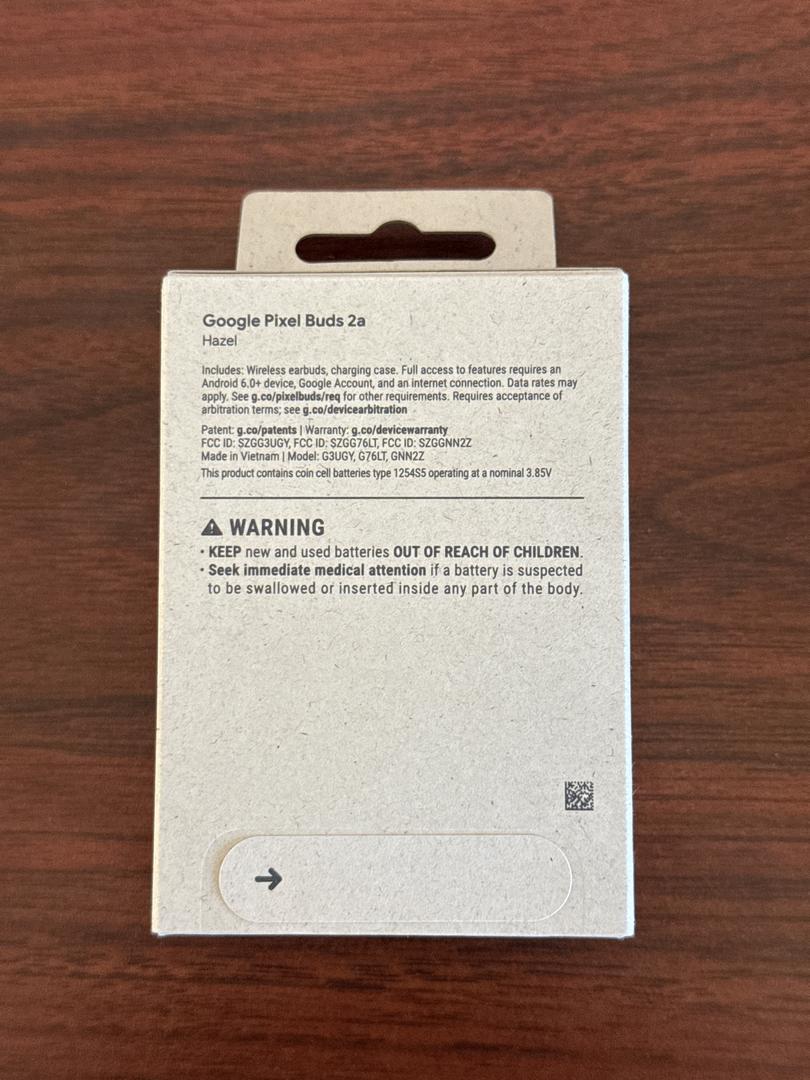 Google Pixel Buds 2a
Hazel
Includes: Wireless earbuds, charging case. Full access to features requires an
Android 6.0+ device, Google Account, and an internet connection. Data rates may
apply. See g.co/pixelbuds/req for other requirements. Requires acceptance of
arbitration terms; see g.co/devicearbitration
Patent: g.co/patents | Warranty: g.co/devicewarranty
FCC ID: SZGG3UGY, FCC ID: SZGG76LT, FCC ID: SZGGNN2Z
Made in Vietnam | Model: G3UGY, G76LT, GNN2Z
This product contains coin cell batteries type 1254S5 operating at a nominal 3.85V
WARNING
• KEEP new and used batteries OUT OF REACH OF CHILDREN.
• Seek immediate medical attention if a battery is suspected
to be swallowed or inserted inside any part of the body.